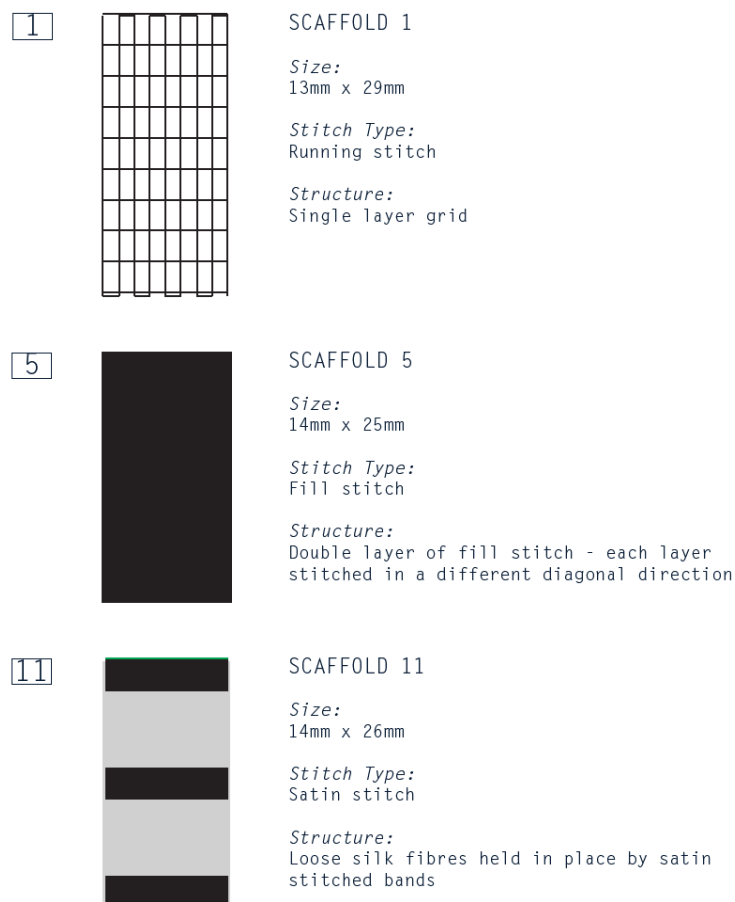 1
SCAFFOLD 1
Size:
13mm x 29mm
Stitch Type:
Running stitch
Structure:
Single layer grid
5
SCAFFOLD 5
Size:
14mm x 25mm
Stitch Type:
Fill stitch
Structure:
Double layer of fill stitch - each layer
stitched in a different diagonal direction
11
SCAFFOLD 11
Size:
14mm x 26mm
Stitch Type:
Satin stitch
Structure:
Loose silk fibres held in place by satin
stitched bands